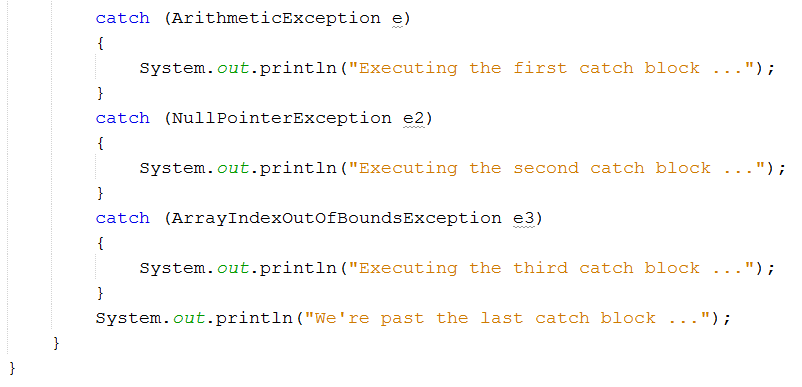 catch (ArithmeticException e)
{
System.out.println("Executing the first catch block ...");
}
catch (NullPointerException e2)
{
System.out.println("Executing the second catch block ...");
}
catch (ArrayIndexOutOfBoundsException e3)
{
System.out.println("Executing the third catch block ...");
}
System.out.println("We're past the last catch block ...");
}
}